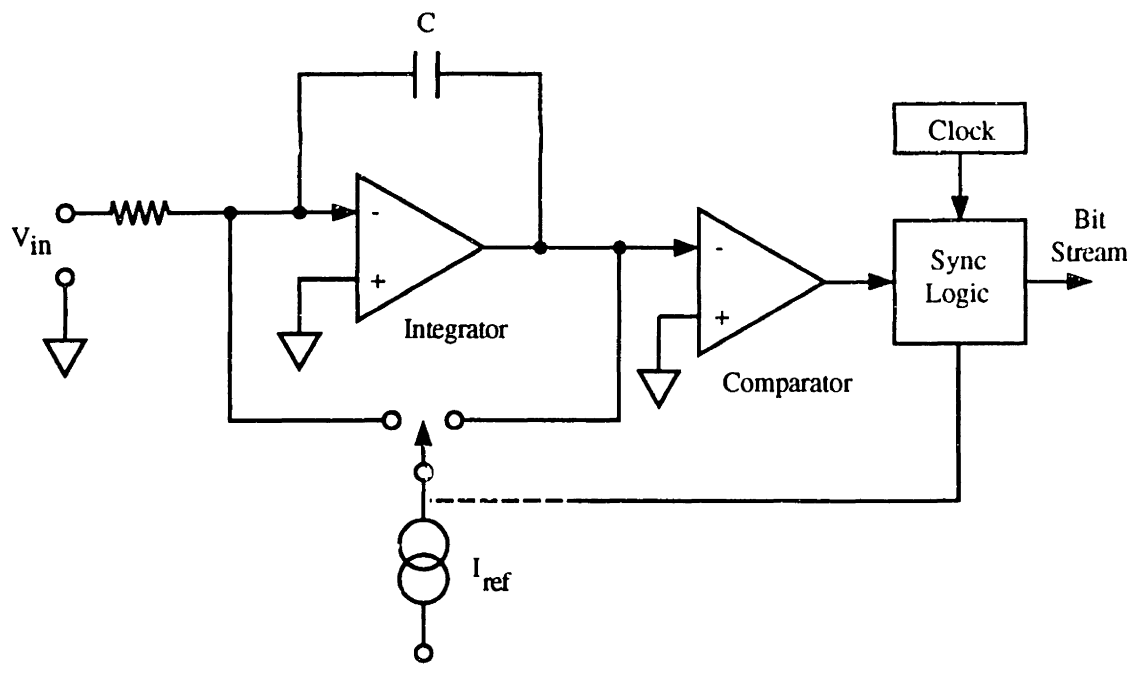 C
Clock
V_in
-
+
Integrator
-
+
Comparator
Sync
Logic
Bit
Stream
I_ref